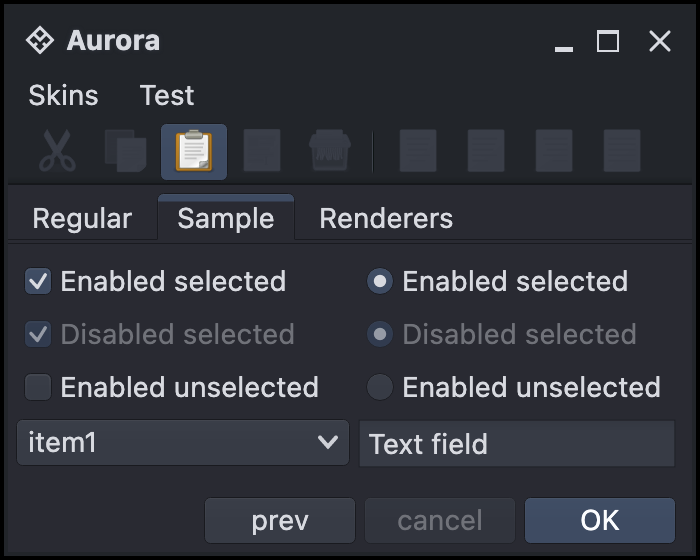 Aurora
Skins Test
Regular Sample Renderers
Enabled selected Enabled selected
Disabled selected Disabled selected
Enabled unselected Enabled unselected
item1 Text field
prev cancel OK